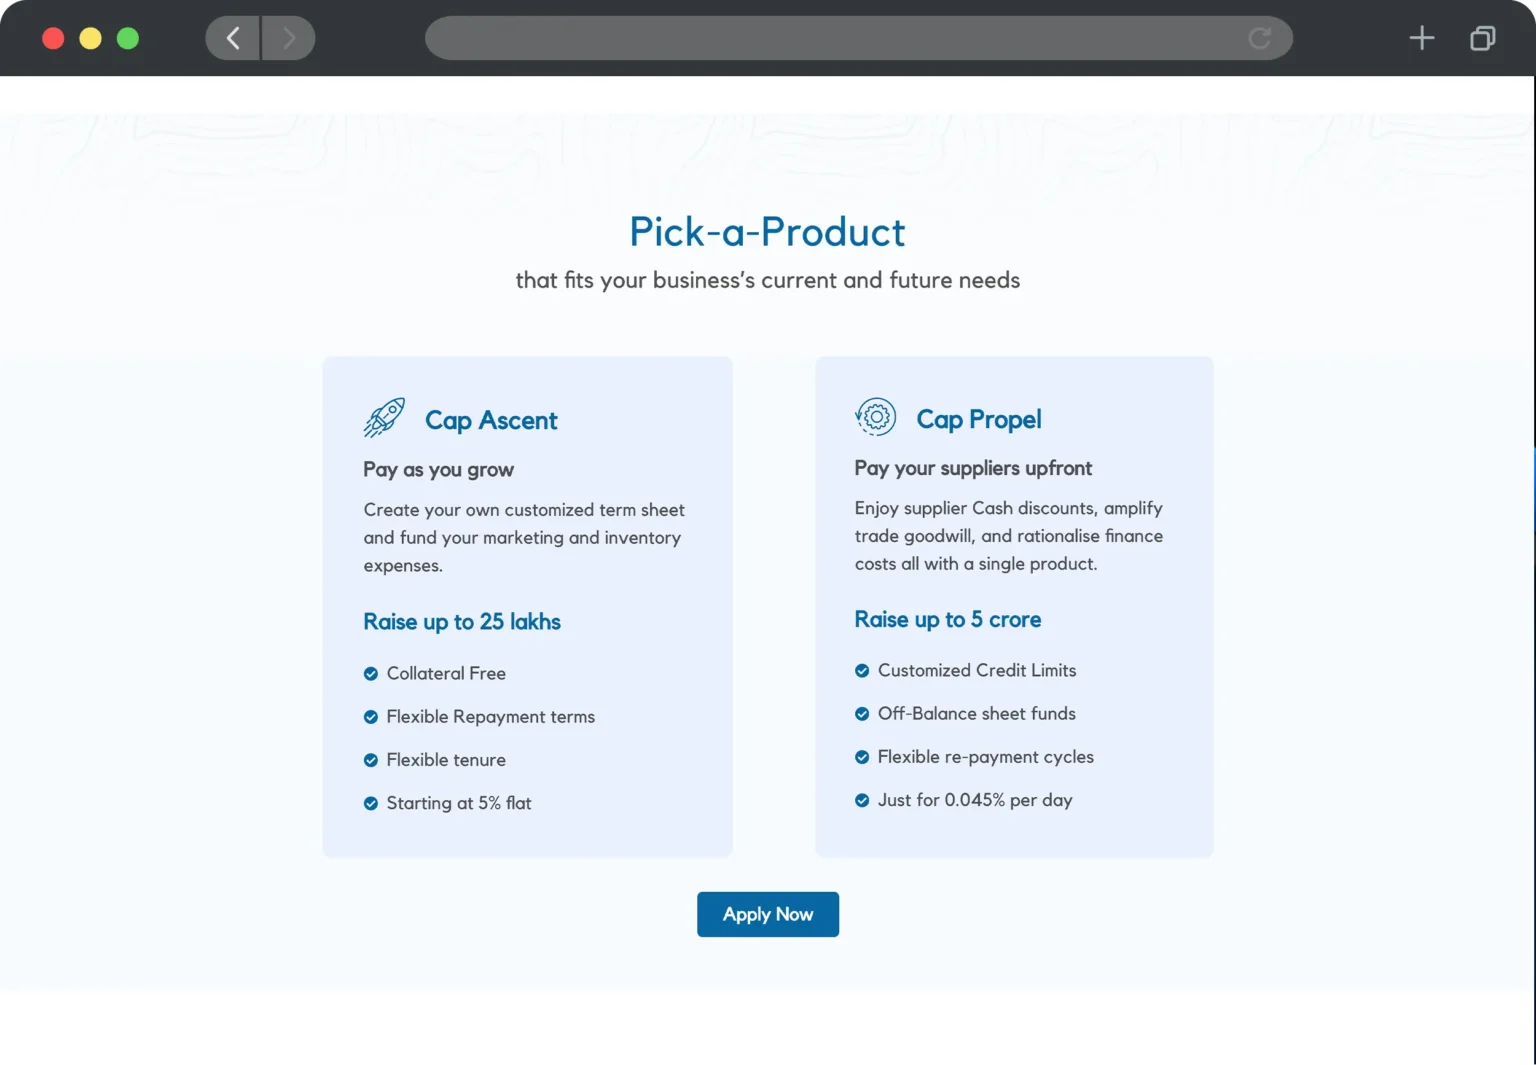 Pick-a-Product
that fits your business's current and future needs
Cap Ascent
Pay as you grow
Create your own customized term sheet
and fund your marketing and inventory
expenses.
Raise up to 25 lakhs
Collateral Free
Flexible Repayment terms
Flexible tenure
Starting at 5% flat
Cap Propel
Pay your suppliers upfront
Enjoy supplier Cash discounts, amplify
trade goodwill, and rationalise finance
costs all with a single product.
Raise up to 5 crore
Customized Credit Limits
Off-Balance sheet funds
Flexible re-payment cycles
Just for 0.045% per day
Apply Now